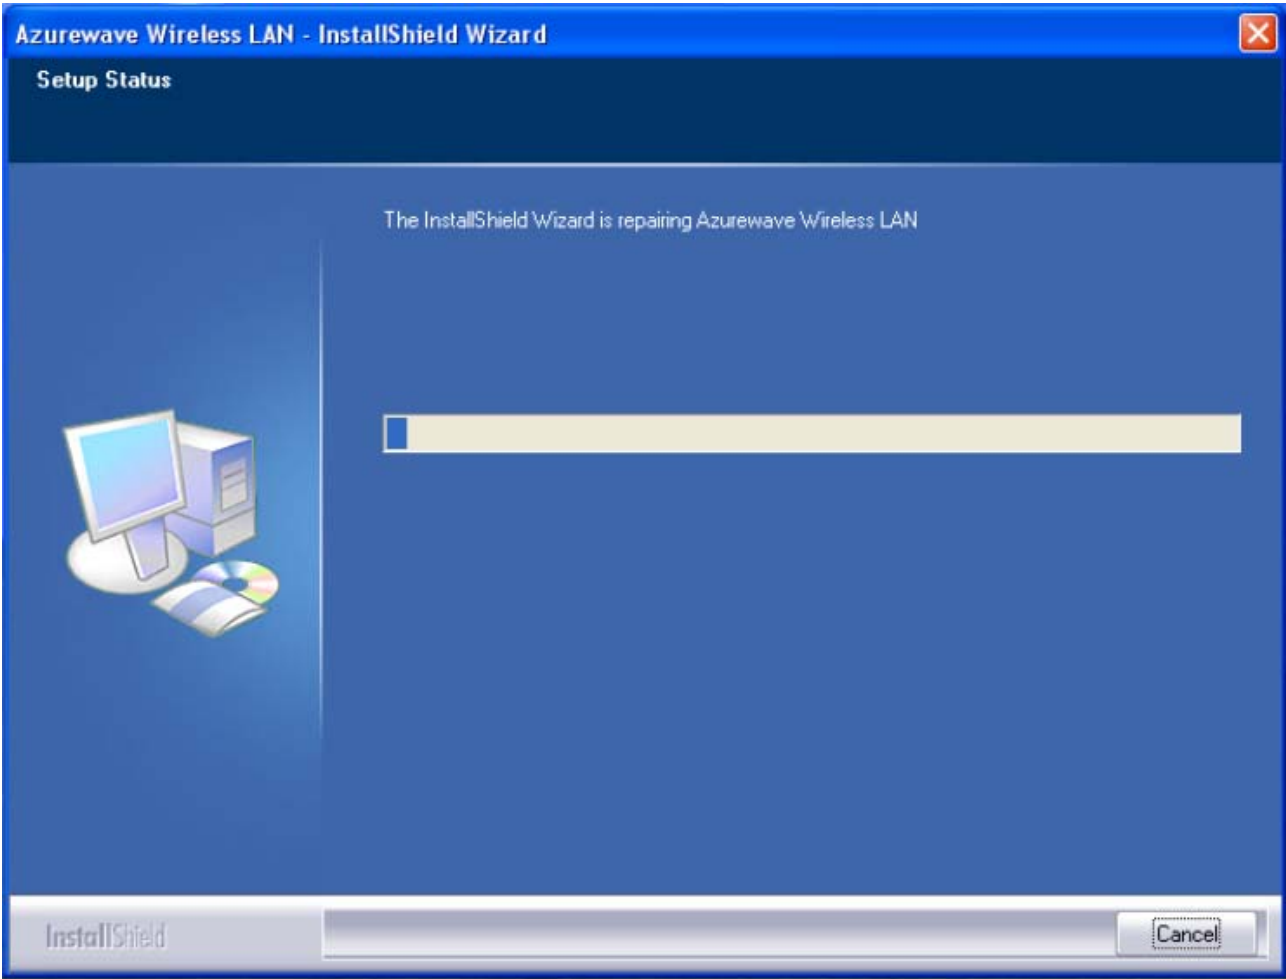 Azurewave Wireless LAN - InstallShield Wizard
Setup Status
The InstallShield Wizard is repairing Azurewave Wireless LAN
InstallShield
Cancel